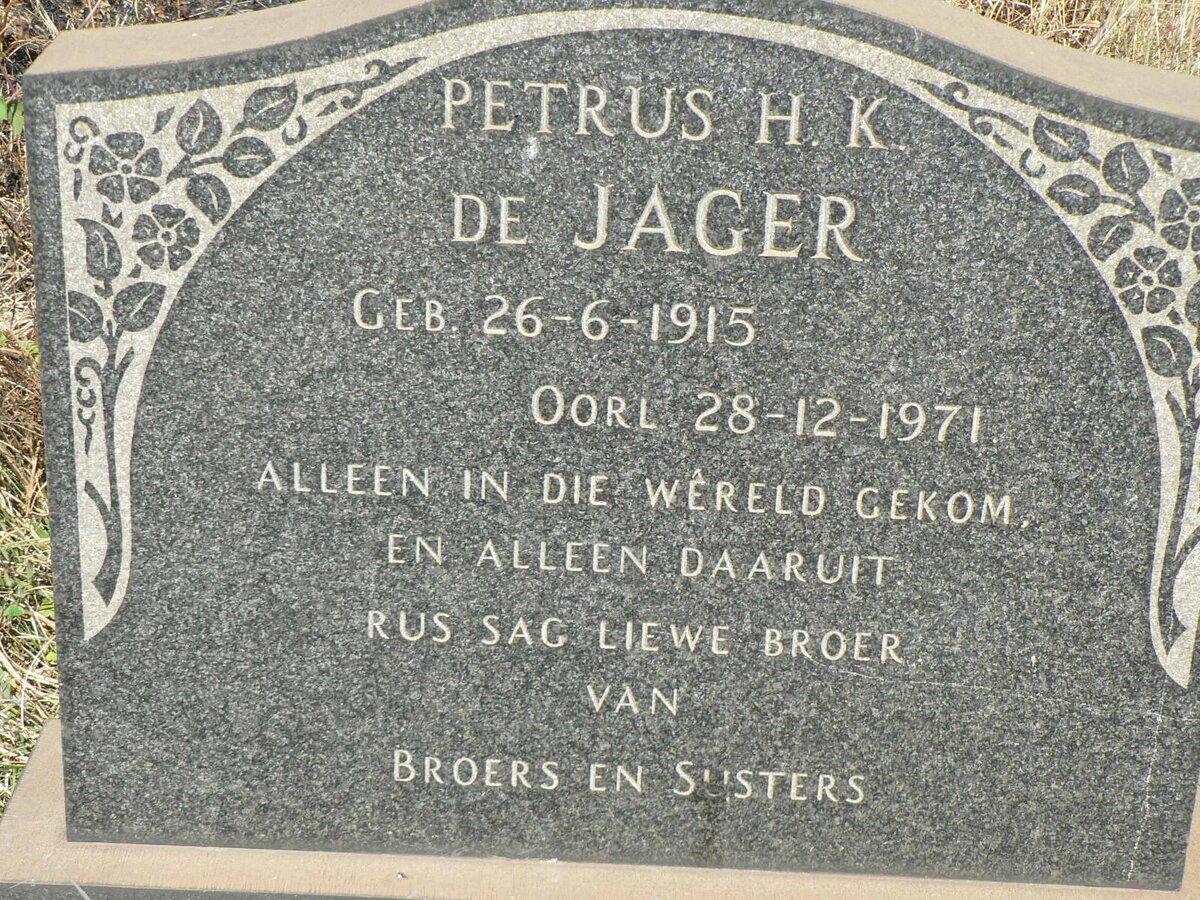 PETRUS H. K.
DE JAGER
GEB. 26-6-1915
OORL 28-12-1971.
ALLEEN IN DIE WÊRELD GEKOM,
EN ALLEEN DAARUIT.
RUS SAG LIEWE BROER.
VAN
BROERS EN SUSTERS